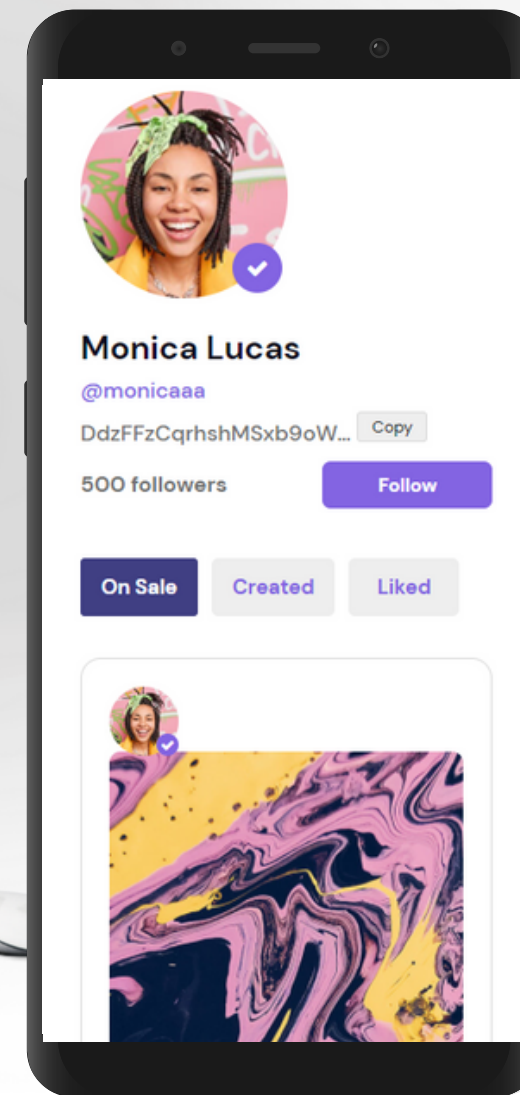 Monica Lucas
@monicaaa
DdzFFzCqrhshMSxb9oW... Copy
500 followers Follow
On Sale Created Liked